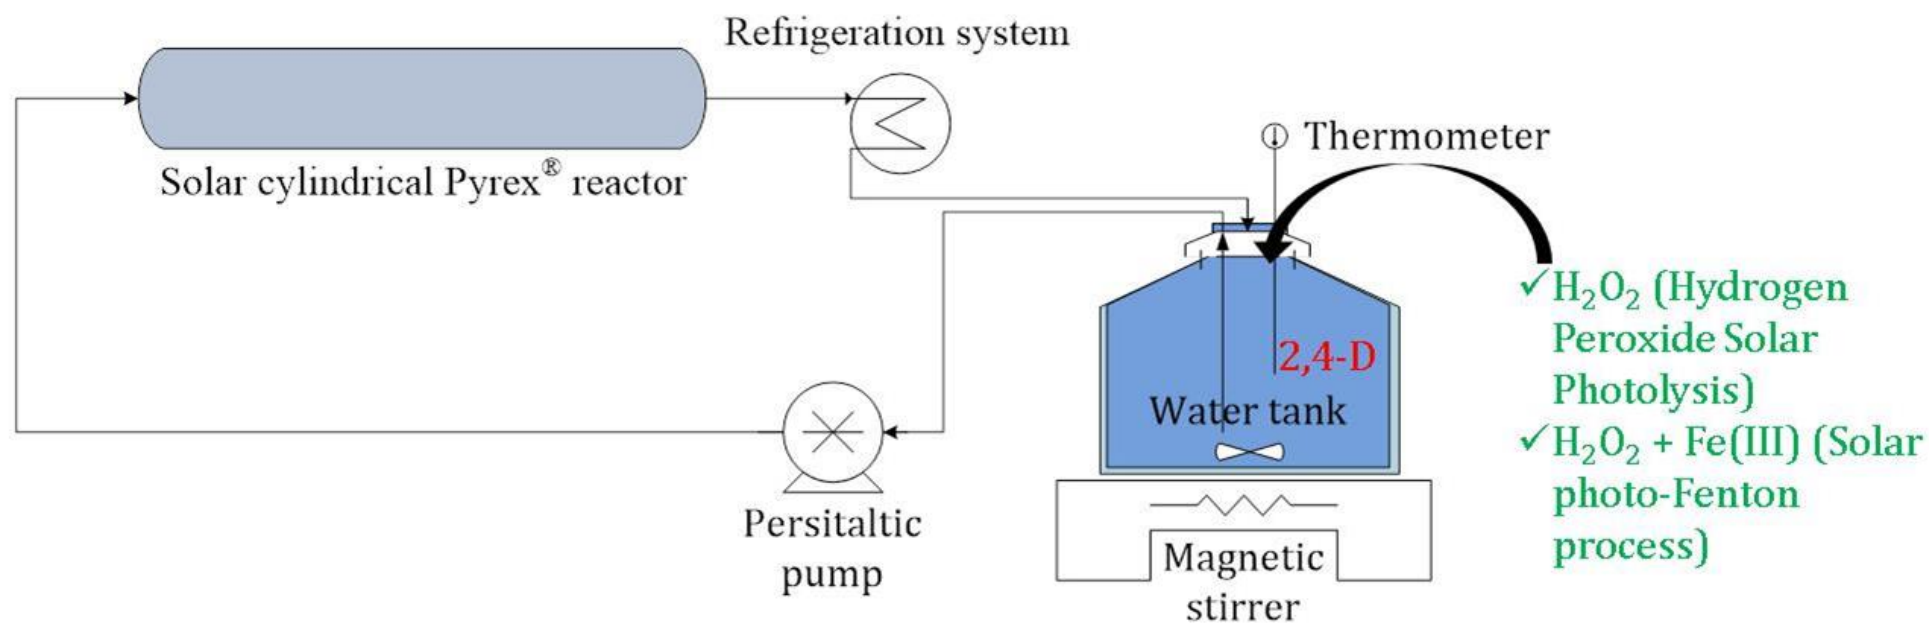 Refrigeration system
Solar cylindrical Pyrex® reactor
Thermometer
✓H₂O₂ (Hydrogen
Peroxide Solar
Photolysis)
✓H₂O₂ + Fe(III) (Solar
photo-Fenton
process)
2,4-D
Water tank
Persitaltic
pump
Magnetic
stirrer